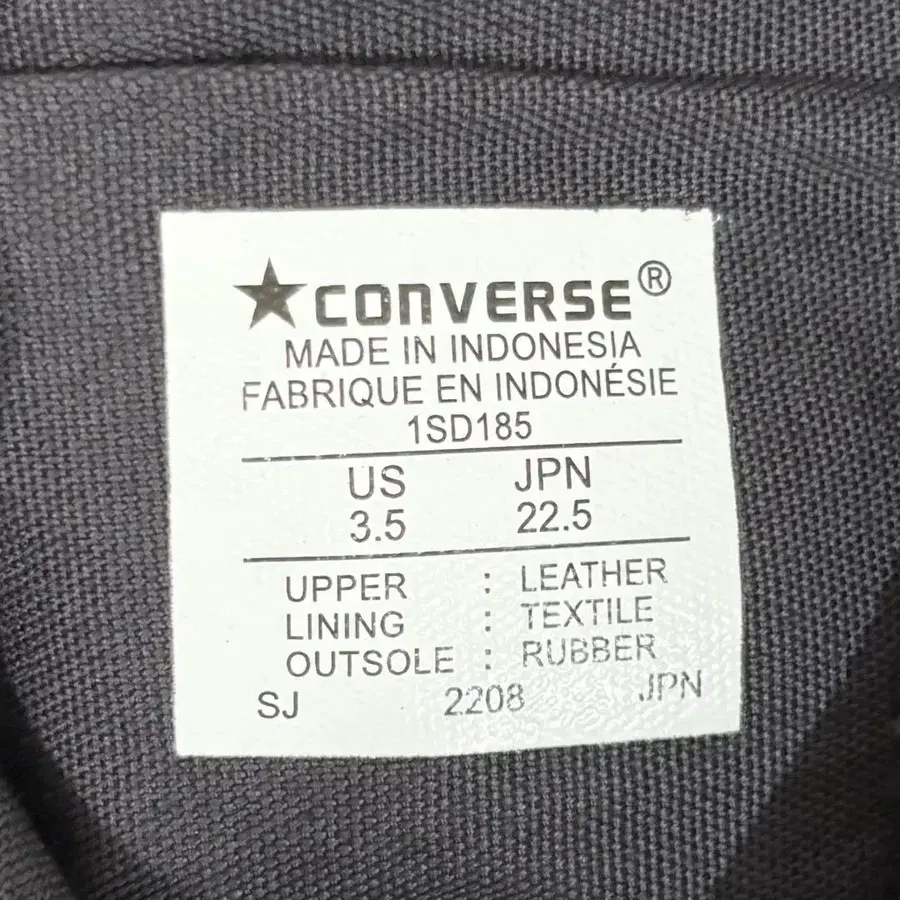 CONVERSE®
MADE IN INDONESIA
FABRIQUE EN INDONÉSIE
1SD185
US JPN
3.5 22.5
UPPER : LEATHER
LINING : TEXTILE
OUTSOLE : RUBBER
SJ 2208 JPN